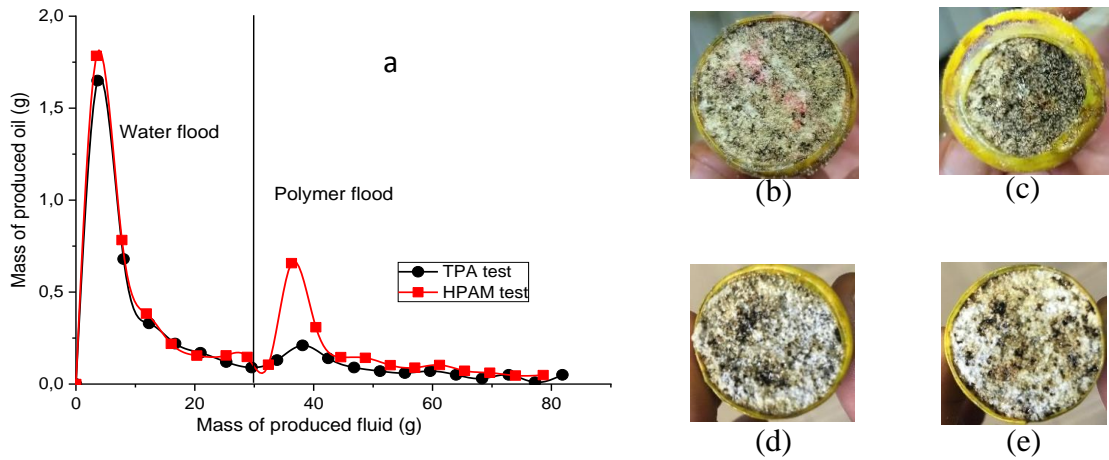 2,0
a
Mass of produced oil (g)
1,5
Water flood
1,0
Polymer flood
TPA test
HPAM test
0,5
0,0
0 20 40 60 80
Mass of produced fluid (g)
(b) (c)
(d) (e)